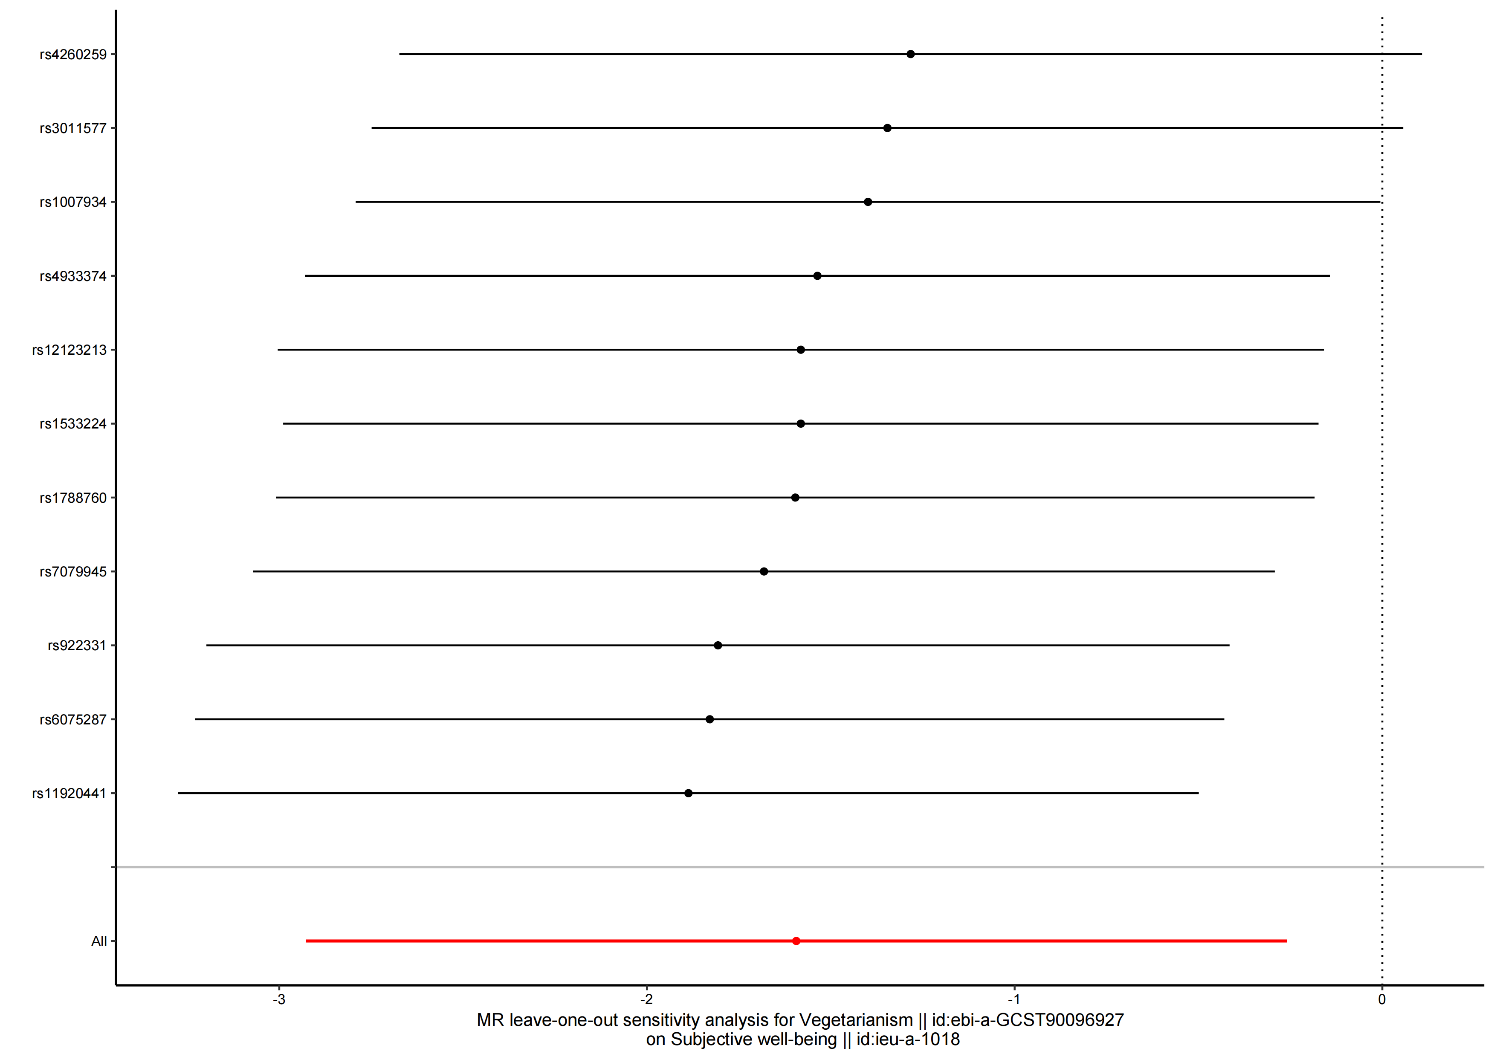 rs4260259
rs3011577
rs1007934
rs4933374
rs12123213
rs1533224
rs1788760
rs7079945
rs922331
rs6075287
rs11920441
All
-3 -2 -1 0
MR leave-one-out sensitivity analysis for Vegetarianism || id:ebi-a-GCST90096927
on Subjective well-being || id:ieu-a-1018